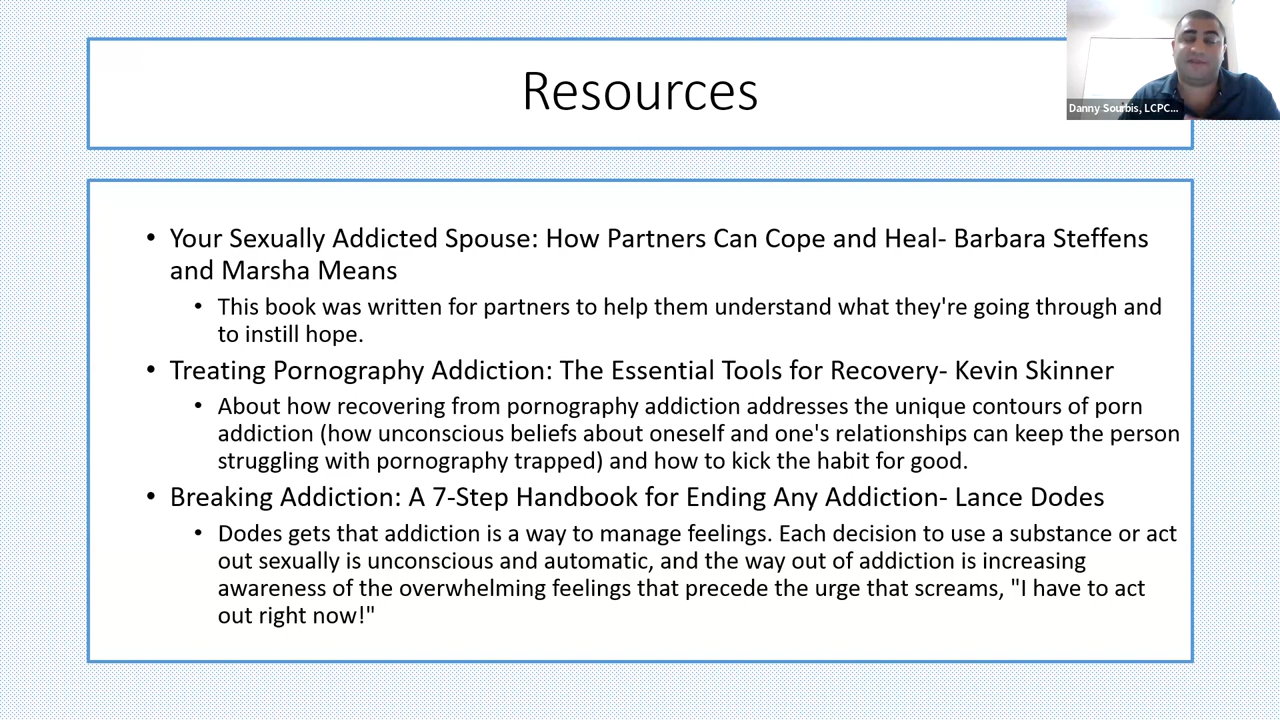 Resources
Danny Sourbis, LCPC...
• Your Sexually Addicted Spouse: How Partners Can Cope and Heal- Barbara Steffens
and Marsha Means
• This book was written for partners to help them understand what they're going through and
to instill hope.
• Treating Pornography Addiction: The Essential Tools for Recovery- Kevin Skinner
• About how recovering from pornography addiction addresses the unique contours of porn
addiction (how unconscious beliefs about oneself and one's relationships can keep the person
struggling with pornography trapped) and how to kick the habit for good.
• Breaking Addiction: A 7-Step Handbook for Ending Any Addiction- Lance Dodes
• Dodes gets that addiction is a way to manage feelings. Each decision to use a substance or act
out sexually is unconscious and automatic, and the way out of addiction is increasing
awareness of the overwhelming feelings that precede the urge that screams, "I have to act
out right now!"